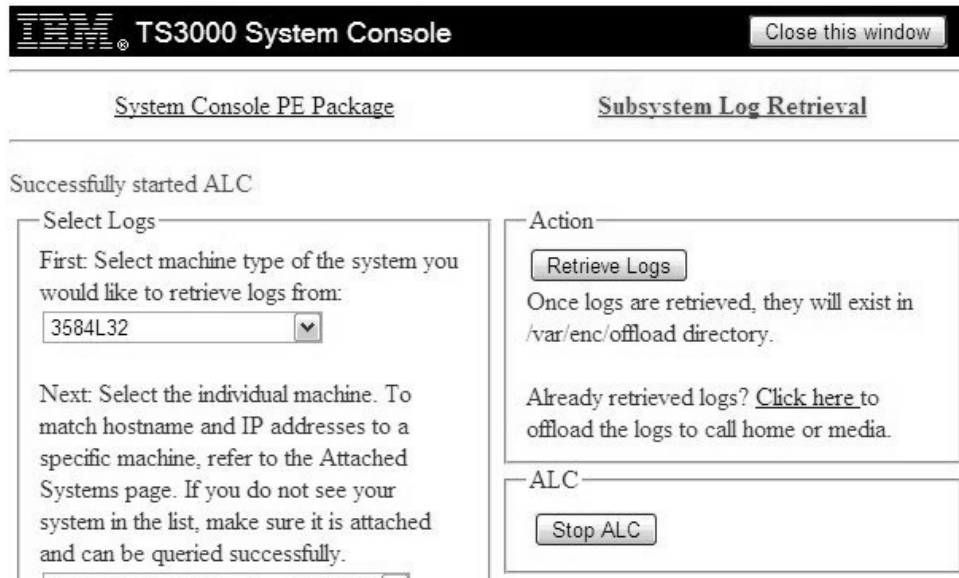 IBM® TS3000 System Console
Close this window
System Console PE Package
Subsystem Log Retrieval
Successfully started ALC
Select Logs
First: Select machine type of the system you
would like to retrieve logs from:
3584L32
Next: Select the individual machine. To
match hostname and IP addresses to a
specific machine, refer to the Attached
Systems page. If you do not see your
system in the list, make sure it is attached
and can be queried successfully.
Action
Retrieve Logs
Once logs are retrieved, they will exist in
/var/enc/offload directory.
Already retrieved logs? Click here to
offload the logs to call home or media.
ALC
Stop ALC